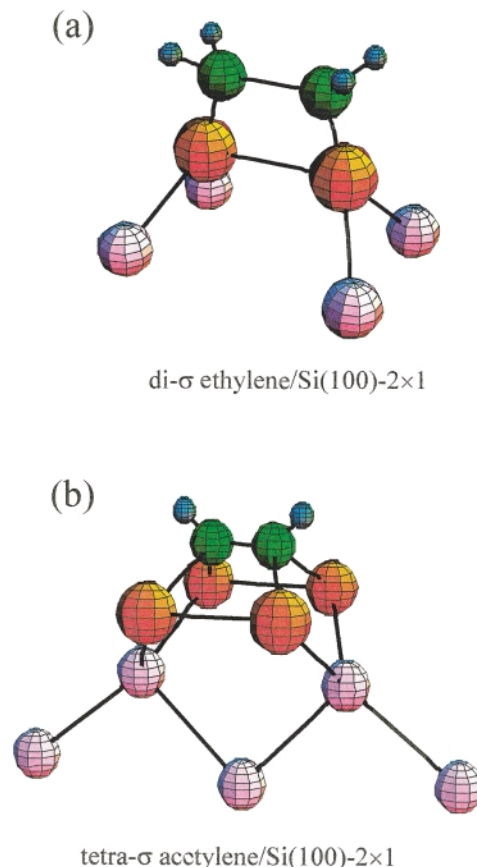 (a)
di-σ ethylene/Si(100)-2×1
(b)
tetra-σ acetylene/Si(100)-2×1